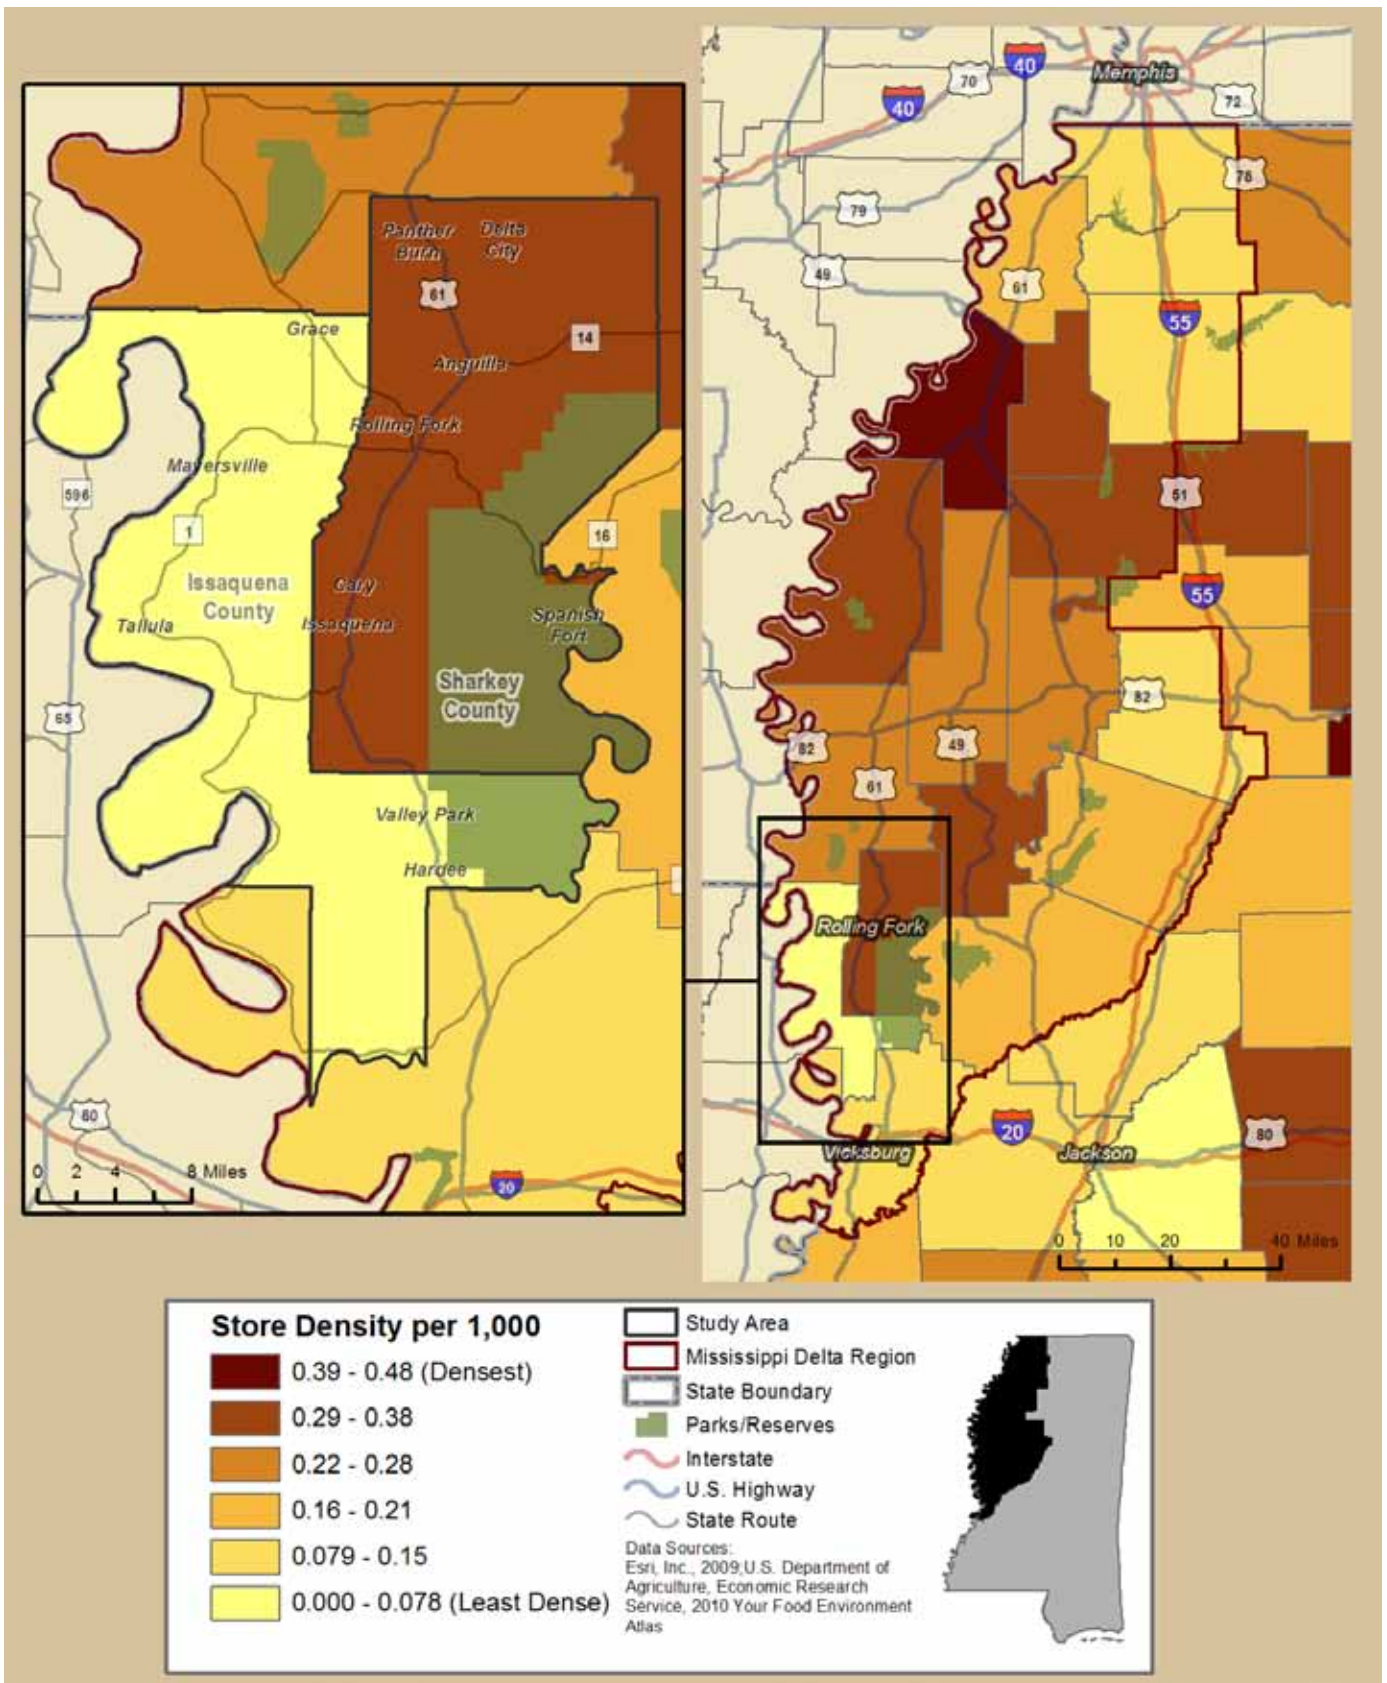 Panther
Burn
Delta
City
61
Grace
14
Anguilla
Rolling Fork
Mayersville
596
1
16
Issaquena
County
Cary
Issaquena
Tallula
Spanish
Fort
Sharkey
County
65
Valley Park
Hardee
80
0 2 4 8 Miles
20
40
70
40
Memphis
72
78
79
49
61
55
51
55
82
82
49
61
Rolling Fork
20
80
Vicksburg
Jackson
0 10 20 40 Miles
Store Density per 1,000
0.39 - 0.48 (Densest)
0.29 - 0.38
0.22 - 0.28
0.16 - 0.21
0.079 - 0.15
0.000 - 0.078 (Least Dense)
Study Area
Mississippi Delta Region
State Boundary
Parks/Reserves
Interstate
U.S. Highway
State Route
Data Sources:
Esri, Inc., 2009,U.S. Department of
Agriculture, Economic Research
Service, 2010 Your Food Environment
Atlas